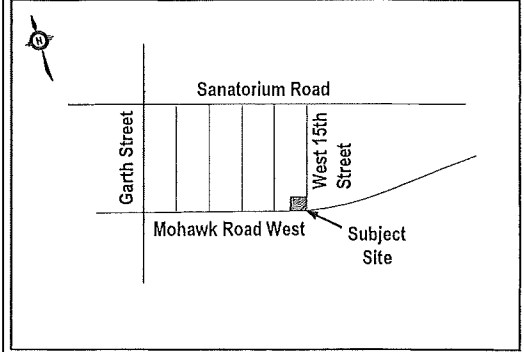 N
Sanatorium Road
Garth Street
West 15th
Street
Mohawk Road West
Subject
Site